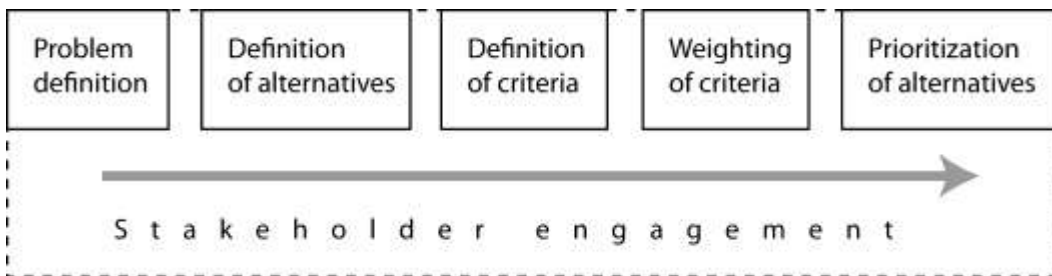 Problem
definition
Definition
of alternatives
Definition
of criteria
Weighting
of criteria
Prioritization
of alternatives
Stakeholder engagement